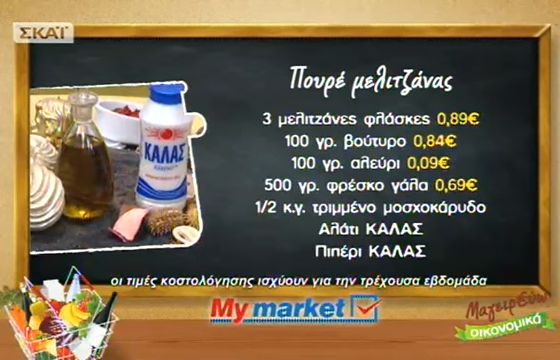 ΣΚΑΪ
Πουρέ μελιτζάνας
3 μελιτζάνες φλάσκες 0,89€
100 γρ. βούτυρο 0,84€
100 γρ. αλεύρι 0,09€
500 γρ. φρέσκο γάλα 0,69€
1/2 κ.γ. τριμμένο μοσχοκάρυδο
Αλάτι ΚΑΛΑΣ
Πιπέρι ΚΑΛΑΣ
ΚΑΛΑΣ
οι τιμές κοστολόγησης ισχύουν για την τρέχουσα εβδομάδα
My market
Μαγειρεύω
οικονομικά